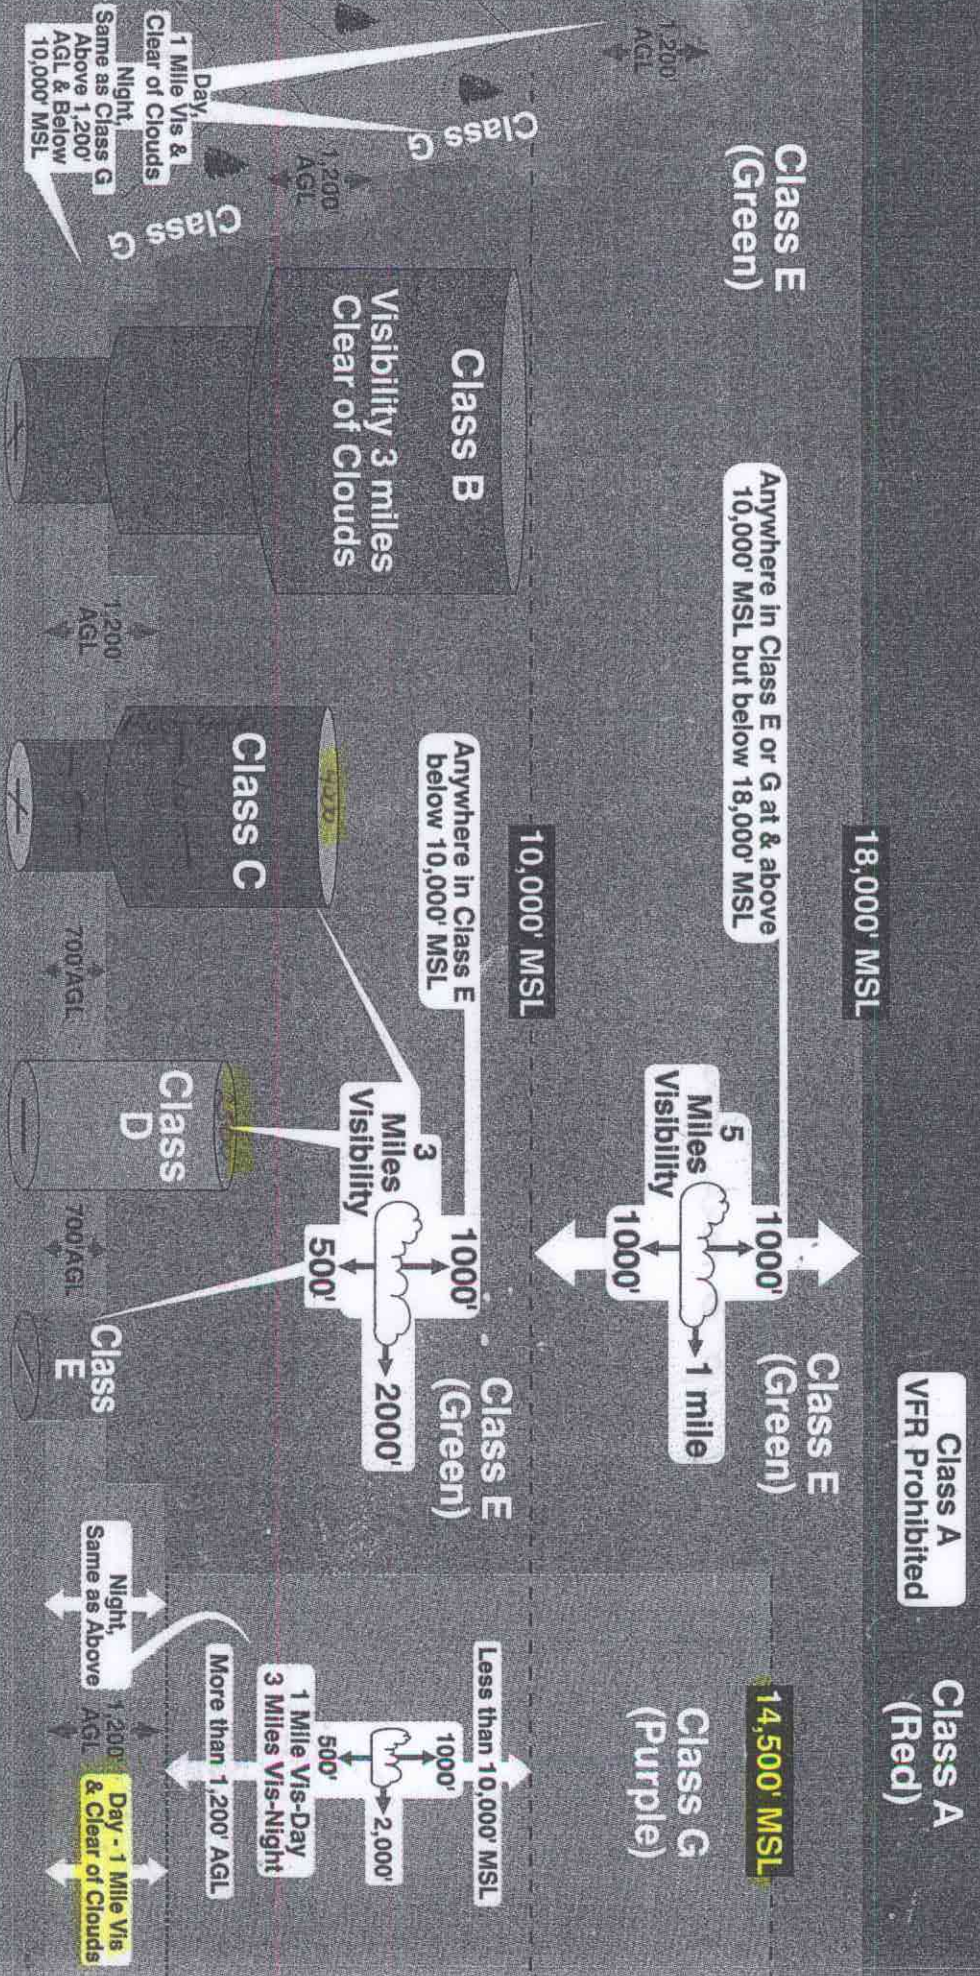 Class A
(Red)
Class A
VFR Prohibited
18,000' MSL
Class E
(Green)
Anywhere in Class E or G at & above
10,000' MSL but below 18,000' MSL
5
Miles
Visibility
1000'
1000'
1 mile
Class E
(Green)
14,500' MSL
Class G
(Purple)
10,000' MSL
1,200'
AGL
Class G
Class B
Visibility 3 miles
Clear of Clouds
Anywhere in Class E
below 10,000' MSL
3
Miles
Visibility
1000'
500'
2000'
Class E
(Green)
Less than 10,000' MSL
1000'
500'
2,000'
1 Mile Vis-Day
3 Miles Vis-Night
More than 1,200' AGL
Day,
1 Mile Vis &
Clear of Clouds
Night,
Same as Class G
Above 1,200'
AGL & Below
10,000' MSL
1,200'
AGL
Class G
1,200'
AGL
4000
Class C
700'AGL
Class
D
700'AGL
Class
E
Night,
Same as Above
1,200'
AGL
Day - 1 Mile Vis
& Clear of Clouds